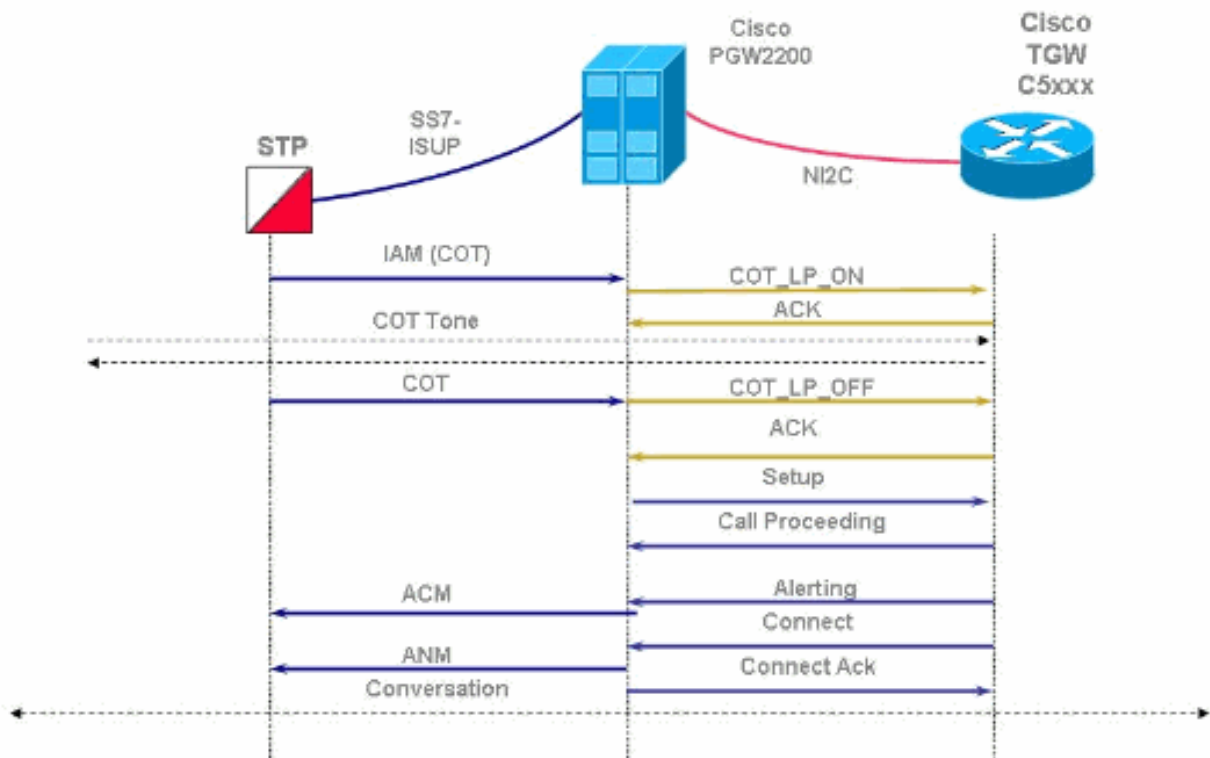 Cisco
PGW2200
Cisco
TGW
C5xxx
SS7-
ISUP
STP
NI2C
IAM (COT)
COT_LP_ON
ACK
COT Tone
COT
COT_LP_OFF
ACK
Setup
Call Proceeding
ACM
Alerting
Connect
ANM
Connect Ack
Conversation